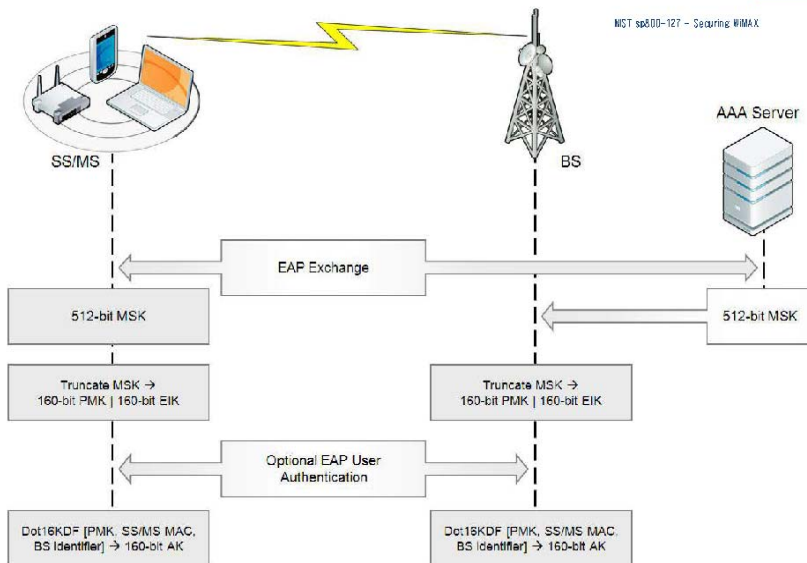 NIST sp800-127 - Securing WiMAX
AAA Server
SS/MS
BS
EAP Exchange
512-bit MSK
512-bit MSK
Truncate MSK →
160-bit PMK | 160-bit EIK
Truncate MSK →
160-bit PMK | 160-bit EIK
Optional EAP User
Authentication
Dot16KDF [PMK, SS/MS MAC,
BS Identifier] → 160-bit AK
Dot16KDF [PMK, SS/MS MAC,
BS Identifier] → 160-bit AK